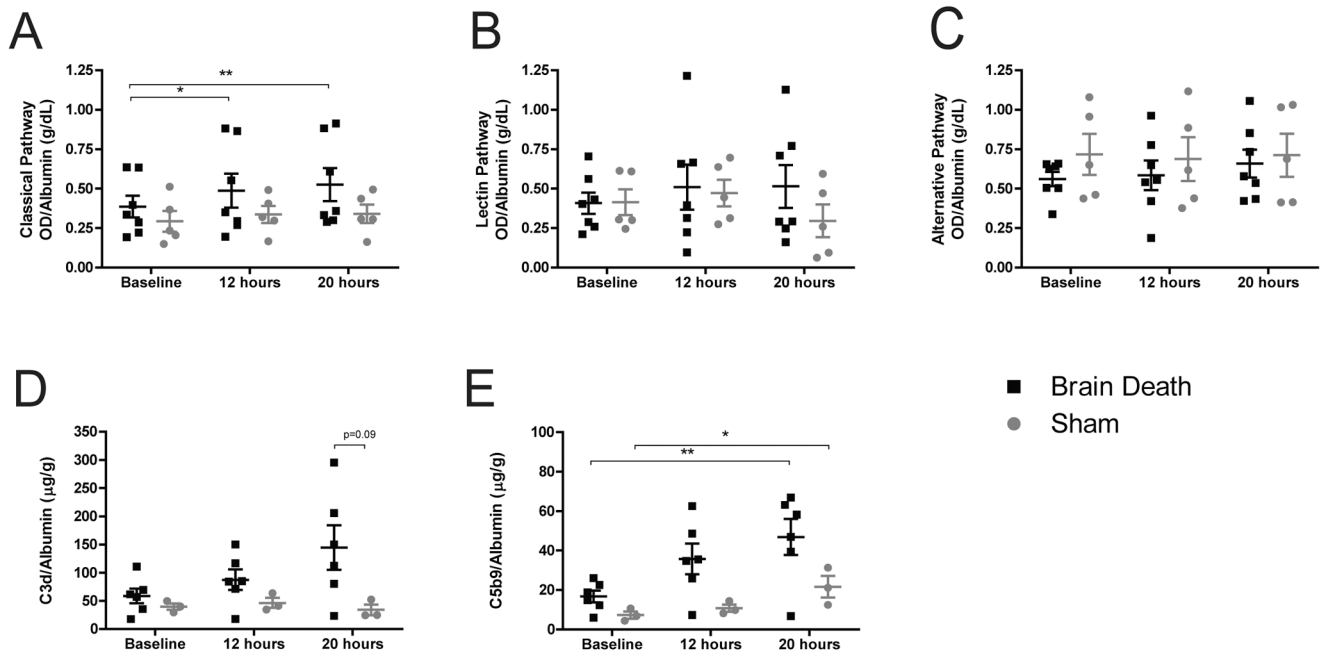 A
Classical Pathway
OD/Albumin (g/dL)
1.25
1.00
0.75
0.50
0.25
0.00
*
**
Baseline
12 hours
20 hours
B
Lectin Pathway
OD/Albumin (g/dL)
1.25
1.00
0.75
0.50
0.25
0.00
Baseline
12 hours
20 hours
C
Alternative Pathway
OD/Albumin (g/dL)
1.25
1.00
0.75
0.50
0.25
0.00
Baseline
12 hours
20 hours
D
C3d/Albumin (μg/g)
350
300
250
200
150
100
50
0
p=0.09
Baseline
12 hours
20 hours
E
C5b9/Albumin (μg/g)
100
80
60
40
20
0
*
**
Baseline
12 hours
20 hours
Brain Death
Sham